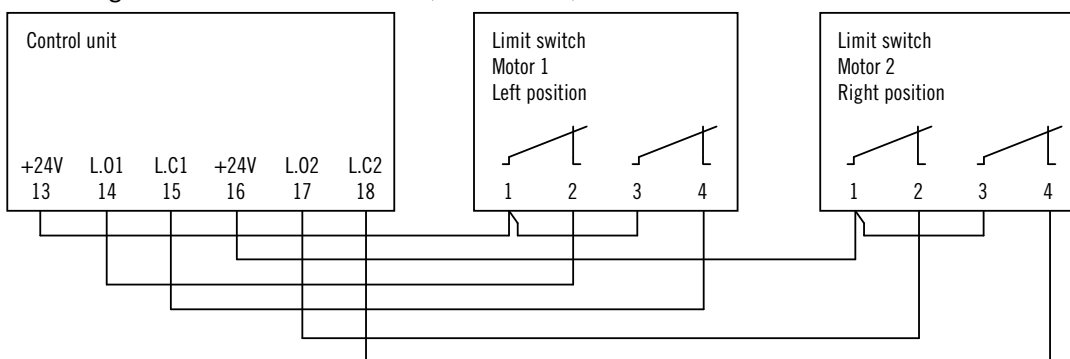 Control unit
+24V L.O1 L.C1 +24V L.O2 L.C2
13 14 15 16 17 18
Limit switch
Motor 1
Left position
1 2 3 4
Limit switch
Motor 2
Right position
1 2 3 4